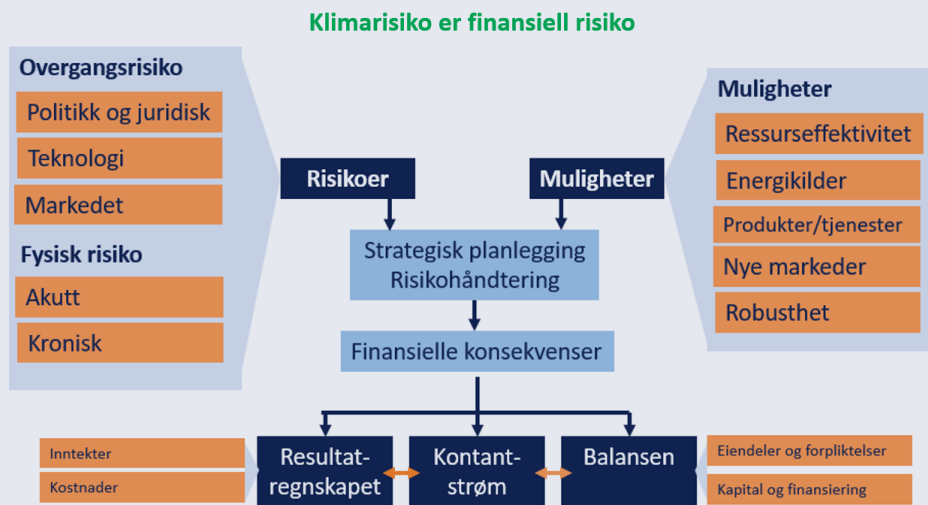 Klimarisiko er finansiell risiko
Overgangsrisiko
Politikk og juridisk
Teknologi
Markedet
Fysisk risiko
Akutt
Kronisk
Risikoer
Muligheter
Muligheter
Ressurseffektivitet
Energikilder
Produkter/tjenester
Nye markeder
Robusthet
Strategisk planlegging
Risikohåndtering
Finansielle konsekvenser
Inntekter
Kostnader
Resultat-
regnskapet
Kontant-
strøm
Balansen
Eiendeler og forpliktelser
Kapital og finansiering